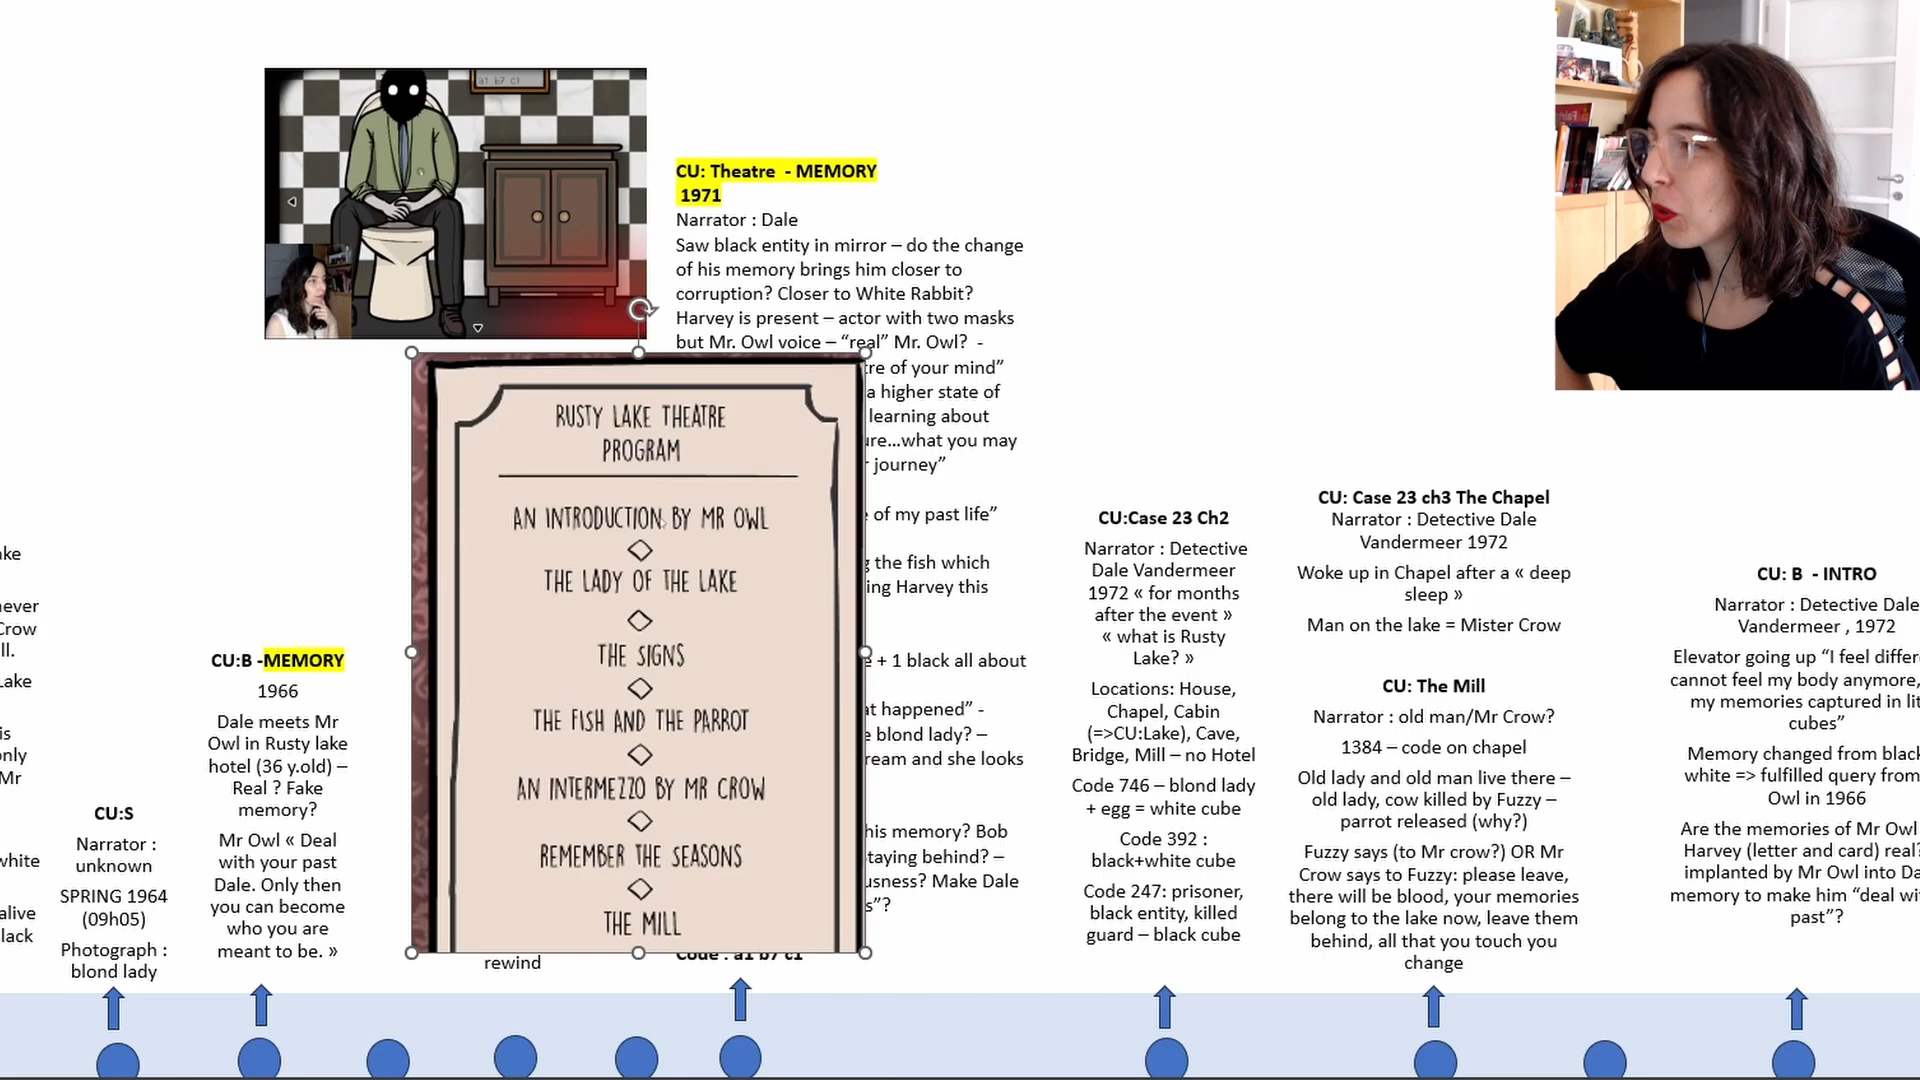 a1 b7 c1
CU: Theatre - MEMORY
1971
Narrator : Dale
Saw black entity in mirror – do the change
of his memory brings him closer to
corruption? Closer to White Rabbit?
Harvey is present – actor with two masks
but Mr. Owl voice – “real” Mr. Owl? -
tre of your mind”
a higher state of
learning about
ure...what you may
r journey”
e of my past life”
g the fish which
ing Harvey this
e + 1 black all about
at happened” -
e blond lady? –
ream and she looks
his memory? Bob
staying behind? –
usness? Make Dale
s”?
Code : a1 b7 c1
rewind
RUSTY LAKE THEATRE
PROGRAM
AN INTRODUCTION BY MR OWL
THE LADY OF THE LAKE
THE SIGNS
THE FISH AND THE PARROT
AN INTERMEZZO BY MR CROW
REMEMBER THE SEASONS
THE MILL
ake
never
Crow
ll.
Lake
is
only
Mr
white
alive
lack
CU:S
Narrator :
unknown
SPRING 1964
(09h05)
Photograph :
blond lady
CU:B -MEMORY
1966
Dale meets Mr
Owl in Rusty lake
hotel (36 y.old) –
Real ? Fake
memory?
Mr Owl « Deal
with your past
Dale. Only then
you can become
who you are
meant to be. »
CU:Case 23 Ch2
Narrator : Detective
Dale Vandermeer
1972 « for months
after the event »
« what is Rusty
Lake? »
Locations: House,
Chapel, Cabin
(=>CU:Lake), Cave,
Bridge, Mill – no Hotel
Code 746 – blond lady
+ egg = white cube
Code 392 :
black+white cube
Code 247: prisoner,
black entity, killed
guard – black cube
CU: Case 23 ch3 The Chapel
Narrator : Detective Dale
Vandermeer 1972
Woke up in Chapel after a « deep
sleep »
Man on the lake = Mister Crow
CU: The Mill
Narrator : old man/Mr Crow?
1384 – code on chapel
Old lady and old man live there –
old lady, cow killed by Fuzzy –
parrot released (why?)
Fuzzy says (to Mr crow?) OR Mr
Crow says to Fuzzy: please leave,
there will be blood, your memories
belong to the lake now, leave them
behind, all that you touch you
change
CU: B - INTRO
Narrator : Detective Dale
Vandermeer , 1972
Elevator going up “I feel differ
cannot feel my body anymore,
my memories captured in lit
cubes”
Memory changed from black
white => fulfilled query from
Owl in 1966
Are the memories of Mr Owl
Harvey (letter and card) real?
implanted by Mr Owl into Da
memory to make him “deal wi
past”?